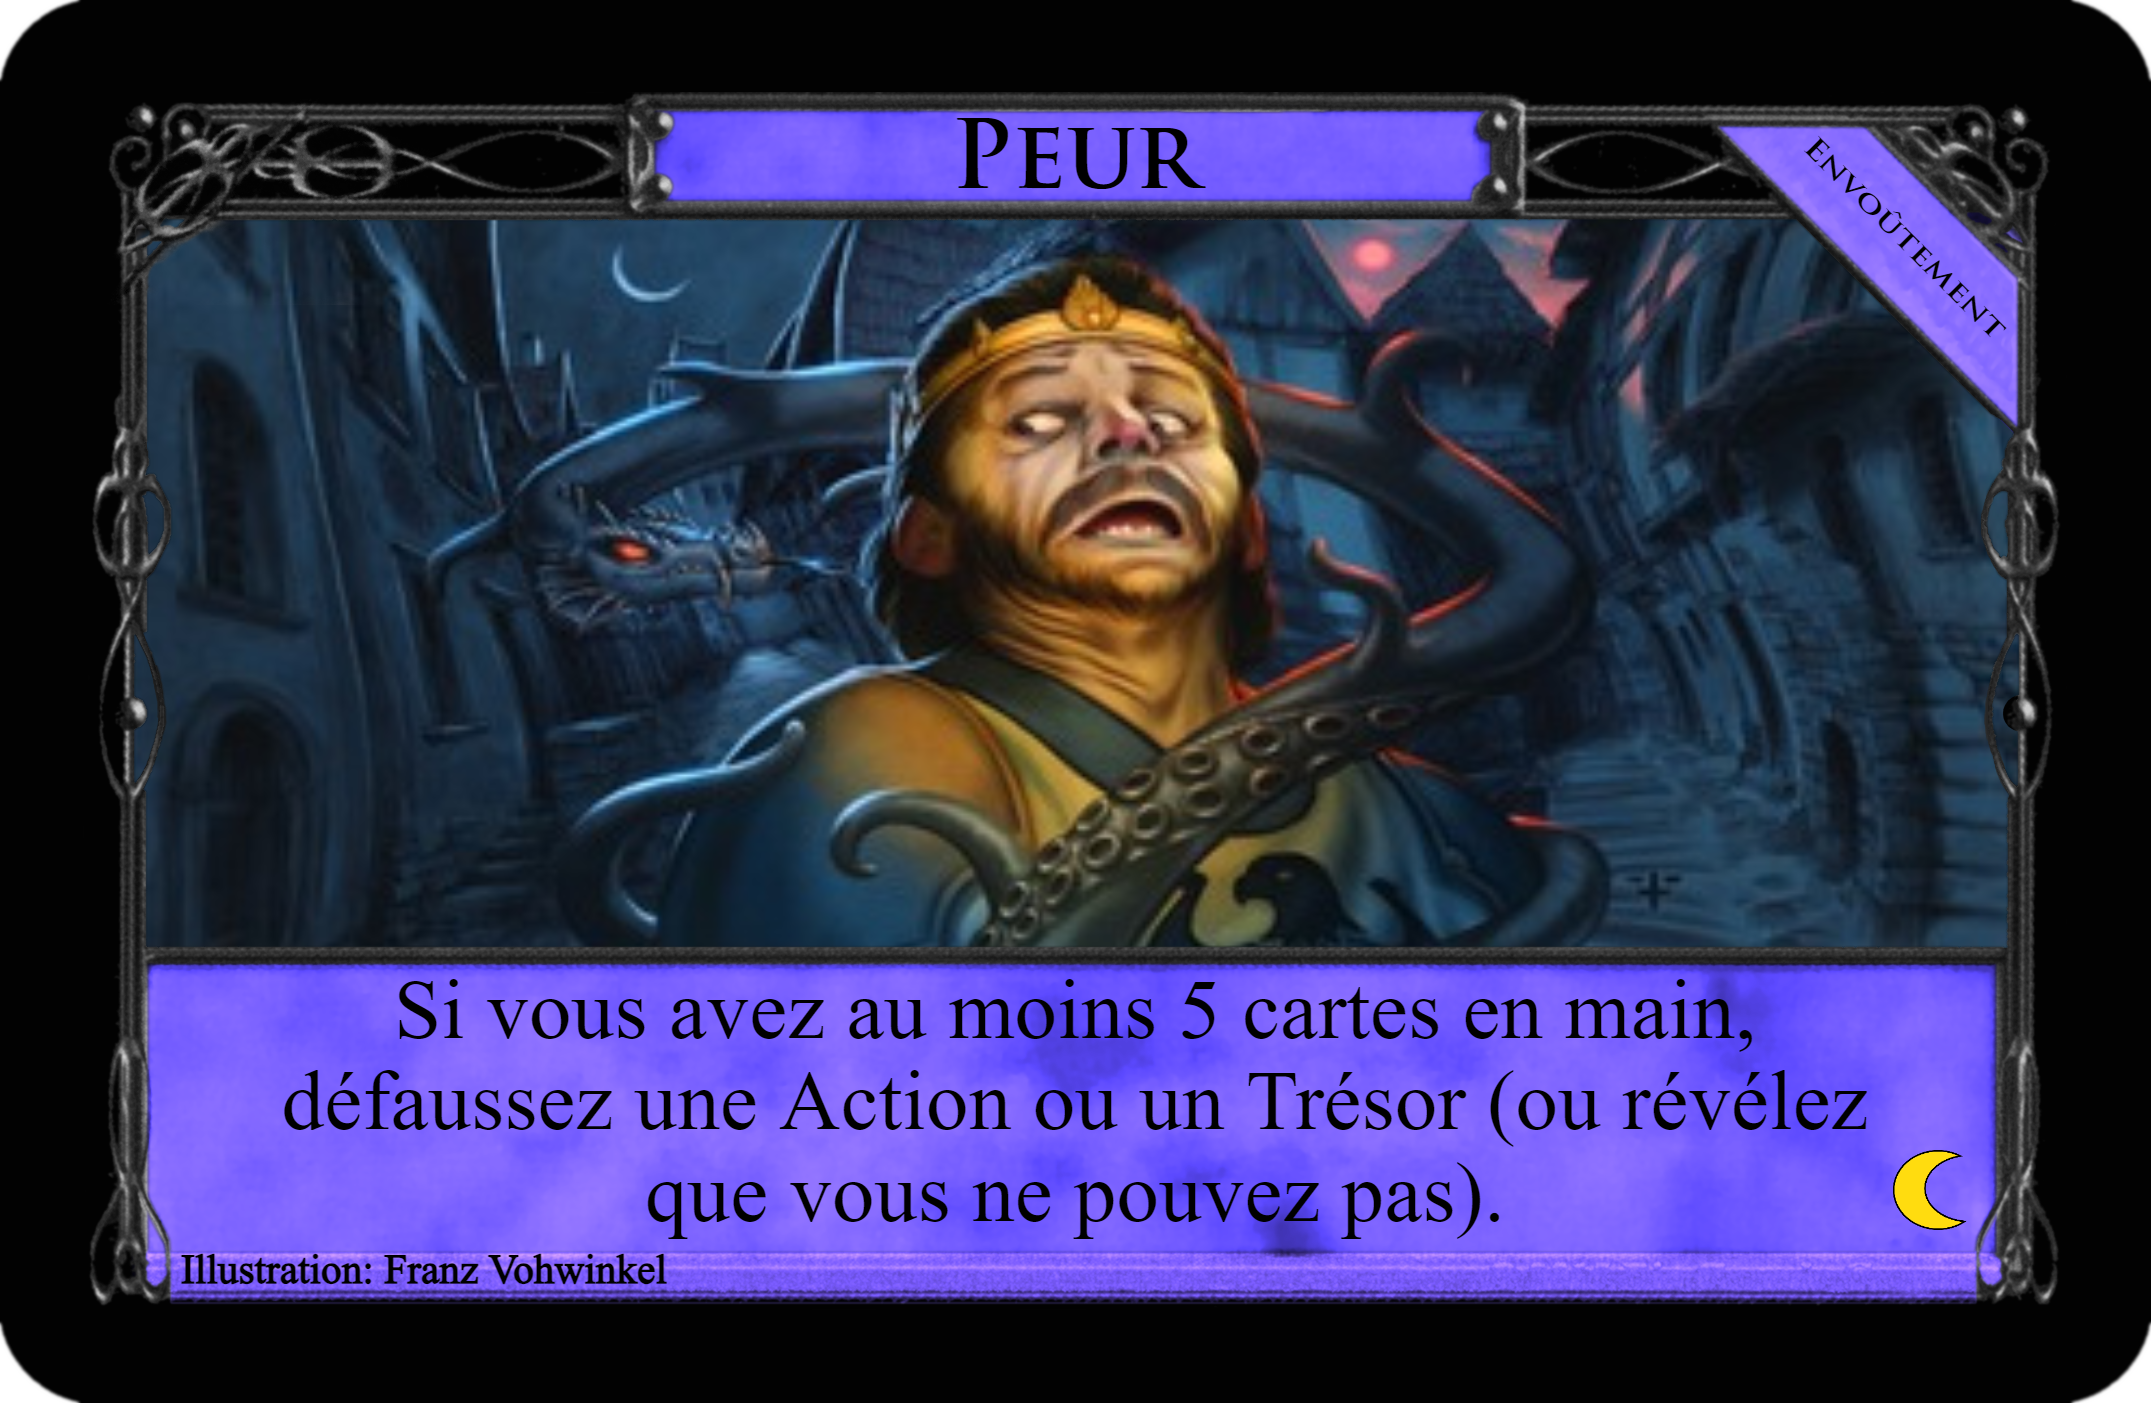 Peur
Envoûtement
Si vous avez au moins 5 cartes en main,
défaussez une Action ou un Trésor (ou révélez
que vous ne pouvez pas).
Illustration: Franz Vohwinkel